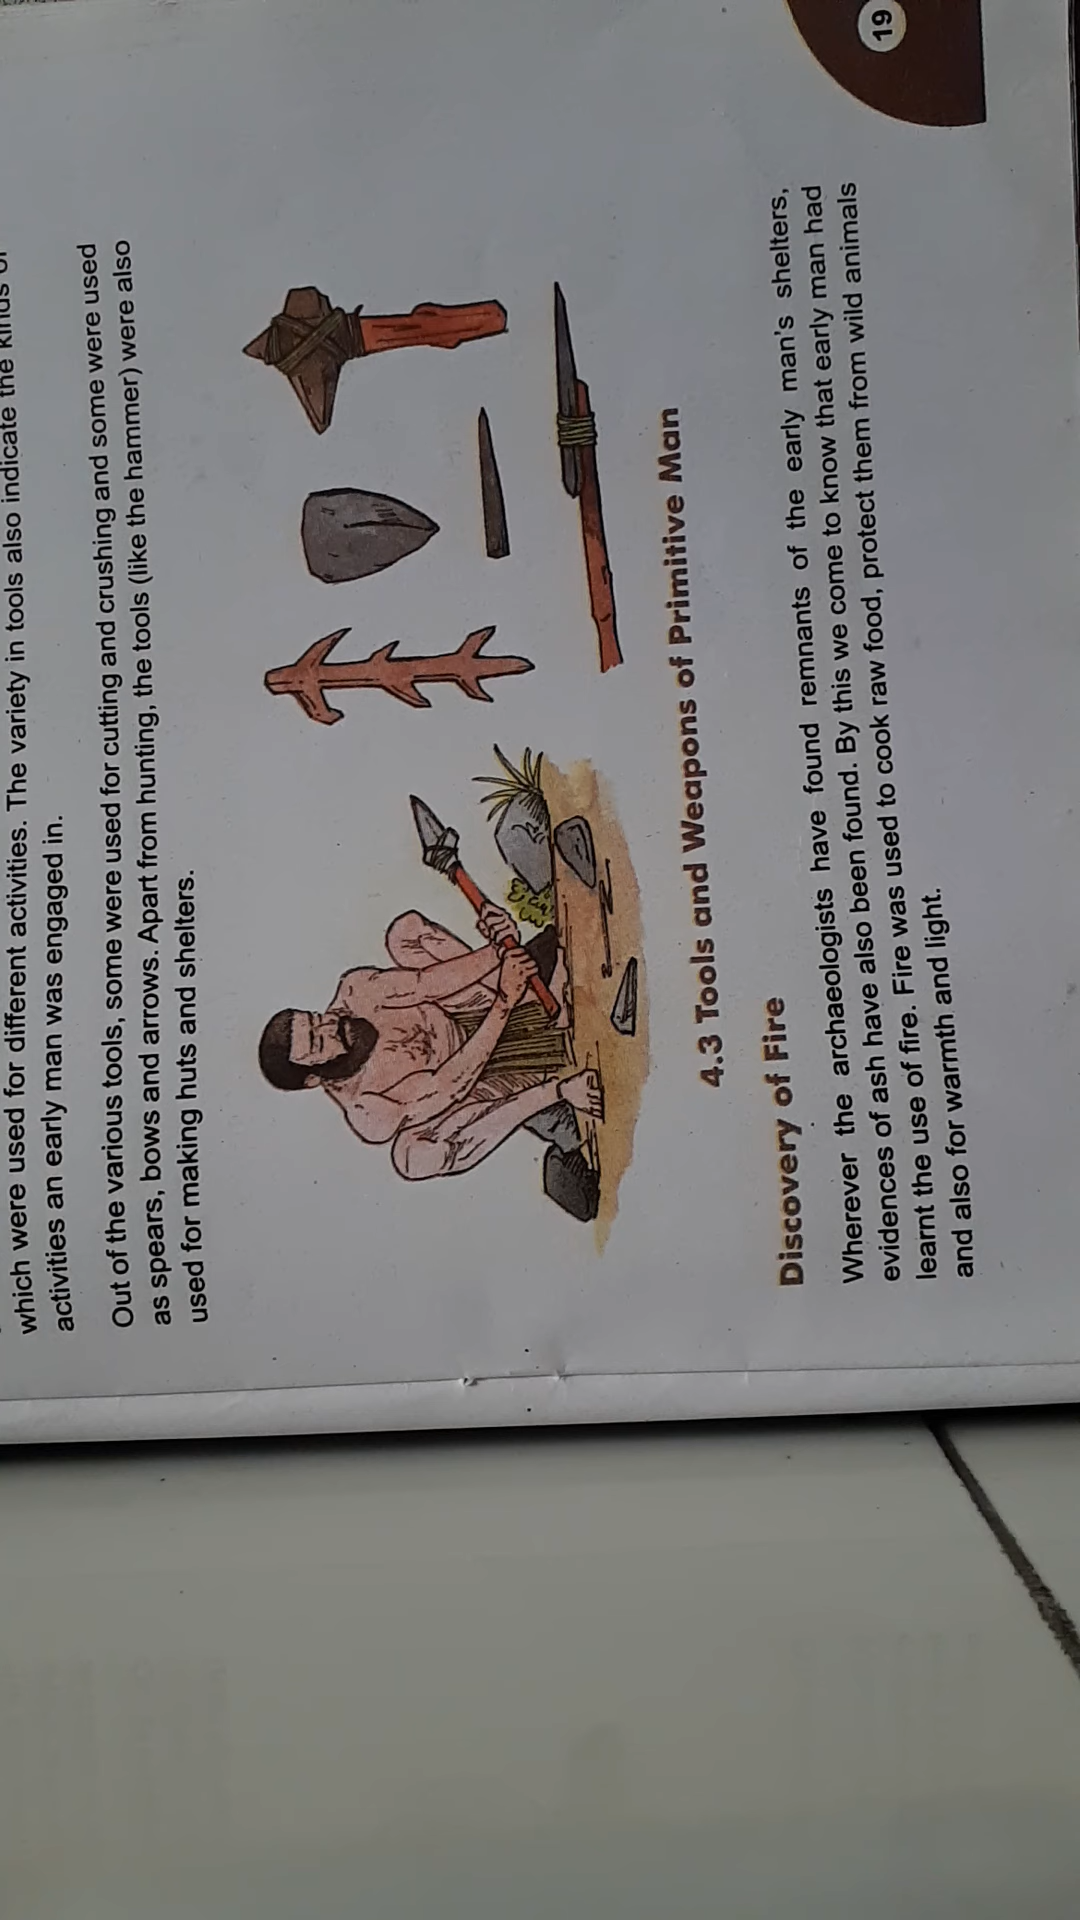 which were used for different activities. The variety in tools also indicate the kinds of
activities an early man was engaged in.
Out of the various tools, some were used for cutting and crushing and some were used
as spears, bows and arrows. Apart from hunting, the tools (like the hammer) were also
used for making huts and shelters.
4.3 Tools and Weapons of Primitive Man
Discovery of Fire
Wherever the archaeologists have found remnants of the early man's shelters,
evidences of ash have also been found. By this we come to know that early man had
learnt the use of fire. Fire was used to cook raw food, protect them from wild animals
and also for warmth and light.
19